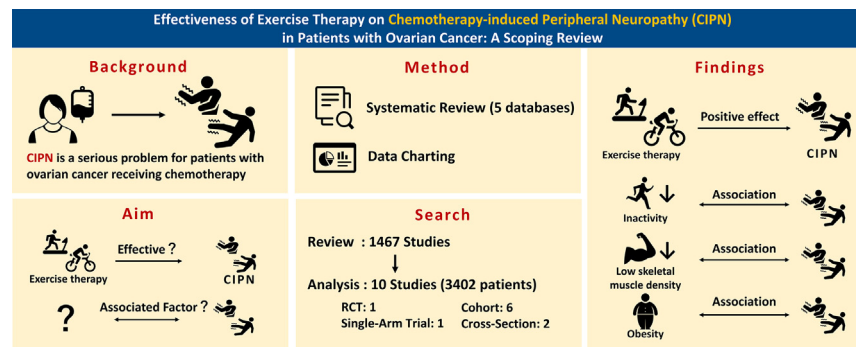 Effectiveness of Exercise Therapy on Chemotherapy-induced Peripheral Neuropathy (CIPN)
in Patients with Ovarian Cancer: A Scoping Review
Background
CIPN is a serious problem for patients with
ovarian cancer receiving chemotherapy
Aim
Effective ?
Exercise therapy
CIPN
?
Associated Factor ?
Method
Systematic Review (5 databases)
Data Charting
Search
Review : 1467 Studies
Analysis : 10 Studies (3402 patients)
RCT: 1
Cohort: 6
Single-Arm Trial: 1
Cross-Section: 2
Findings
Positive effect
Exercise therapy
CIPN
Association
Inactivity
Association
Low skeletal
muscle density
Association
Obesity